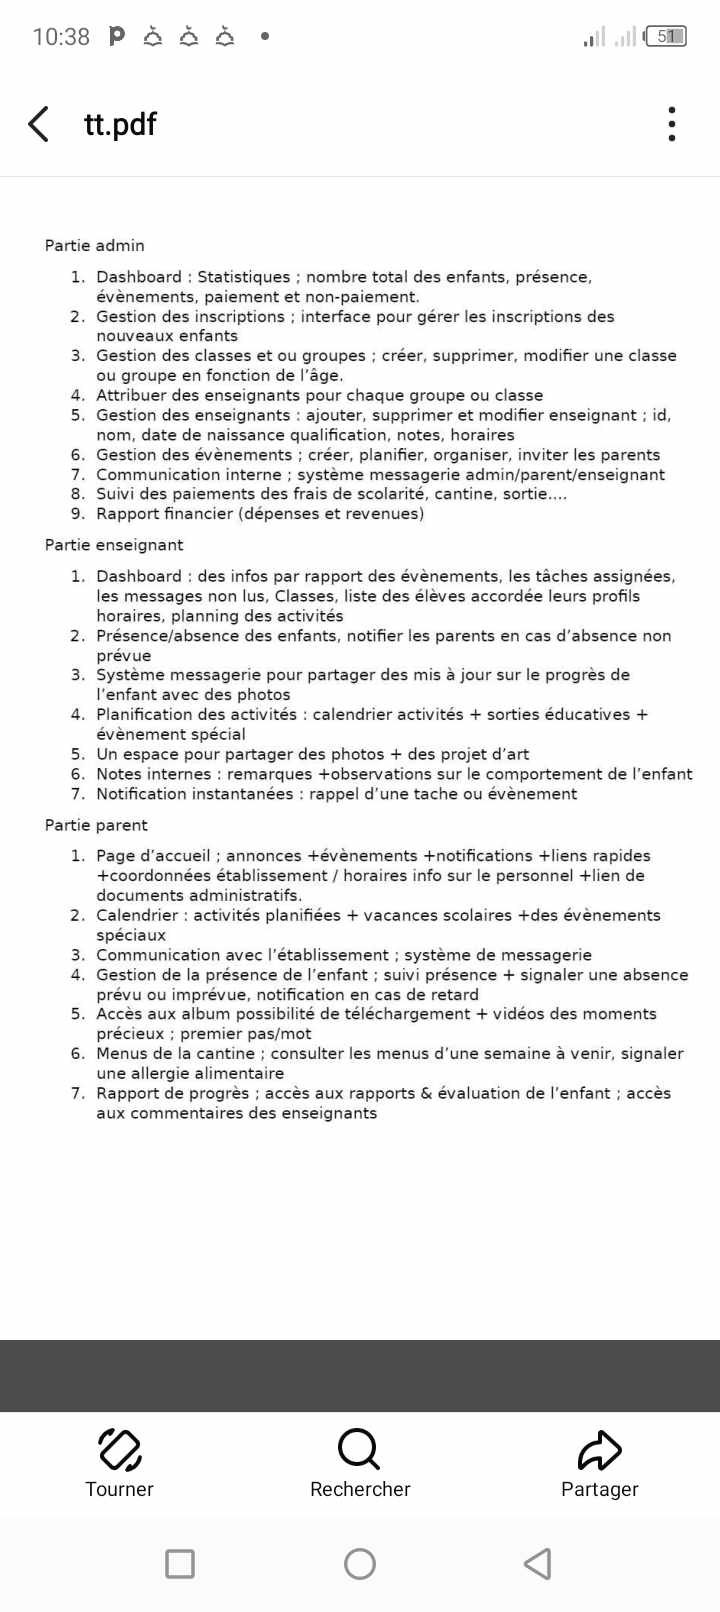 10:38
51
tt.pdf
Partie admin
1. Dashboard : Statistiques ; nombre total des enfants, présence,
évènements, paiement et non-paiement.
2. Gestion des inscriptions ; interface pour gérer les inscriptions des
nouveaux enfants
3. Gestion des classes et ou groupes ; créer, supprimer, modifier une classe
ou groupe en fonction de l’âge.
4. Attribuer des enseignants pour chaque groupe ou classe
5. Gestion des enseignants : ajouter, supprimer et modifier enseignant ; id,
nom, date de naissance qualification, notes, horaires
6. Gestion des évènements ; créer, planifier, organiser, inviter les parents
7. Communication interne ; système messagerie admin/parent/enseignant
8. Suivi des paiements des frais de scolarité, cantine, sortie....
9. Rapport financier (dépenses et revenues)
Partie enseignant
1. Dashboard : des infos par rapport des évènements, les tâches assignées,
les messages non lus, Classes, liste des élèves accordée leurs profils
horaires, planning des activités
2. Présence/absence des enfants, notifier les parents en cas d’absence non
prévue
3. Système messagerie pour partager des mis à jour sur le progrès de
l’enfant avec des photos
4. Planification des activités : calendrier activités + sorties éducatives +
évènement spécial
5. Un espace pour partager des photos + des projet d’art
6. Notes internes : remarques +observations sur le comportement de l’enfant
7. Notification instantanées : rappel d’une tache ou évènement
Partie parent
1. Page d’accueil ; annonces +évènements +notifications +liens rapides
+coordonnées établissement / horaires info sur le personnel +lien de
documents administratifs.
2. Calendrier : activités planifiées + vacances scolaires +des évènements
spéciaux
3. Communication avec l’établissement ; système de messagerie
4. Gestion de la présence de l’enfant ; suivi présence + signaler une absence
prévu ou imprévue, notification en cas de retard
5. Accès aux album possibilité de téléchargement + vidéos des moments
précieux ; premier pas/mot
6. Menus de la cantine ; consulter les menus d’une semaine à venir, signaler
une allergie alimentaire
7. Rapport de progrès ; accès aux rapports & évaluation de l’enfant ; accès
aux commentaires des enseignants
Tourner
Rechercher
Partager